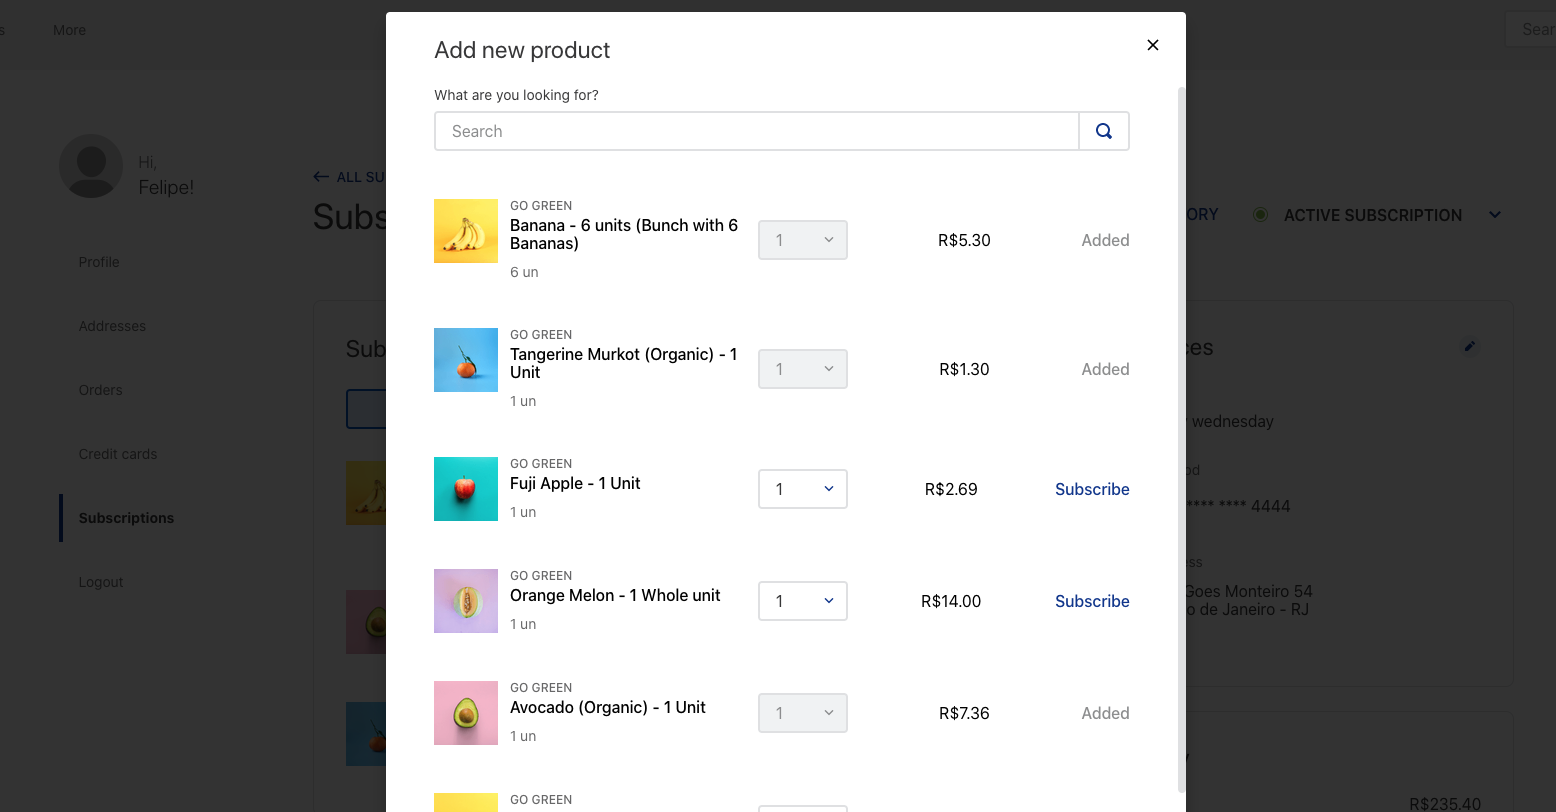 More
Sear
Add new product
What are you looking for?
Search
Hi,
Felipe!
Profile
Addresses
Orders
Credit cards
Subscriptions
Logout
← ALL SU
Subs
ORY
ACTIVE SUBSCRIPTION
Sub
GO GREEN
Banana - 6 units (Bunch with 6
Bananas)
6 un
1
R$5.30
Added
GO GREEN
Tangerine Murkot (Organic) - 1
Unit
1 un
1
R$1.30
Added
GO GREEN
Fuji Apple - 1 Unit
1 un
1
R$2.69
Subscribe
GO GREEN
Orange Melon - 1 Whole unit
1 un
1
R$14.00
Subscribe
GO GREEN
Avocado (Organic) - 1 Unit
1 un
1
R$7.36
Added
GO GREEN
ces
wednesday
od
**** **** 4444
ess
Goes Monteiro 54
o de Janeiro - RJ
R$235.40